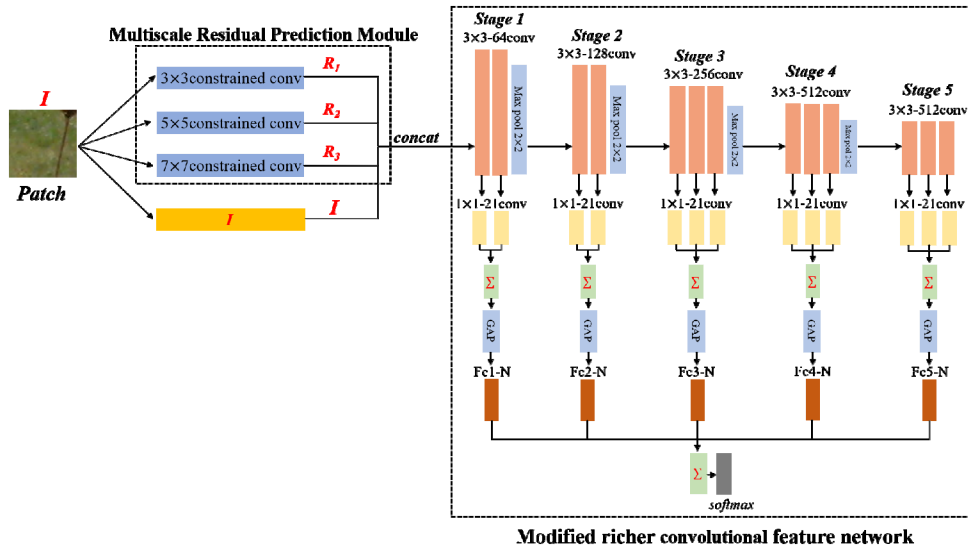 Multiscale Residual Prediction Module
I
Patch
3×3constrained conv
R1
5×5constrained conv
R2
7×7constrained conv
R3
I
I
concat
Stage 1
3×3-64conv
Max pool 2×2
Stage 2
3×3-128conv
Max pool 2×2
Stage 3
3×3-256conv
Max pool 2×2
Stage 4
3×3-512conv
Max pool 2×2
Stage 5
3×3-512conv
1×1-21conv
1×1-21conv
1×1-21conv
1×1-21conv
1×1-21conv
Σ
Σ
Σ
Σ
Σ
GAP
GAP
GAP
GAP
GAP
Fc1-N
Fc2-N
Fc3-N
Fc4-N
Fc5-N
Σ
softmax
Modified richer convolutional feature network